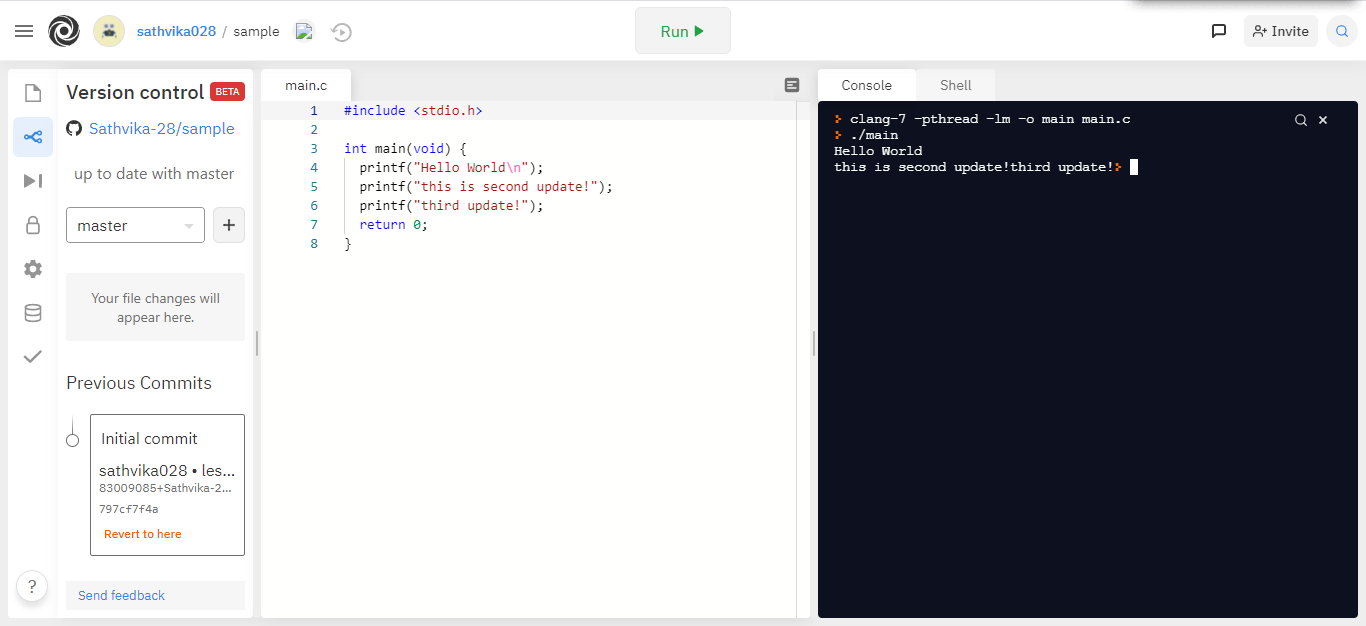 sathvika028 / sample
Run
Invite
Version control BETA
Sathvika-28/sample
up to date with master
master
+
Your file changes will
appear here.
Previous Commits
Initial commit
sathvika028 • les...
83009085+Sathvika-2...
797cf7f4a
Revert to here
Send feedback
?
main.c
1 #include <stdio.h>
2
3 int main(void) {
4 printf("Hello World\n");
5 printf("this is second update!");
6 printf("third update!");
7 return 0;
8 }
Console
Shell
clang-7 -pthread -lm -o main main.c
./main
Hello World
this is second update!third update!